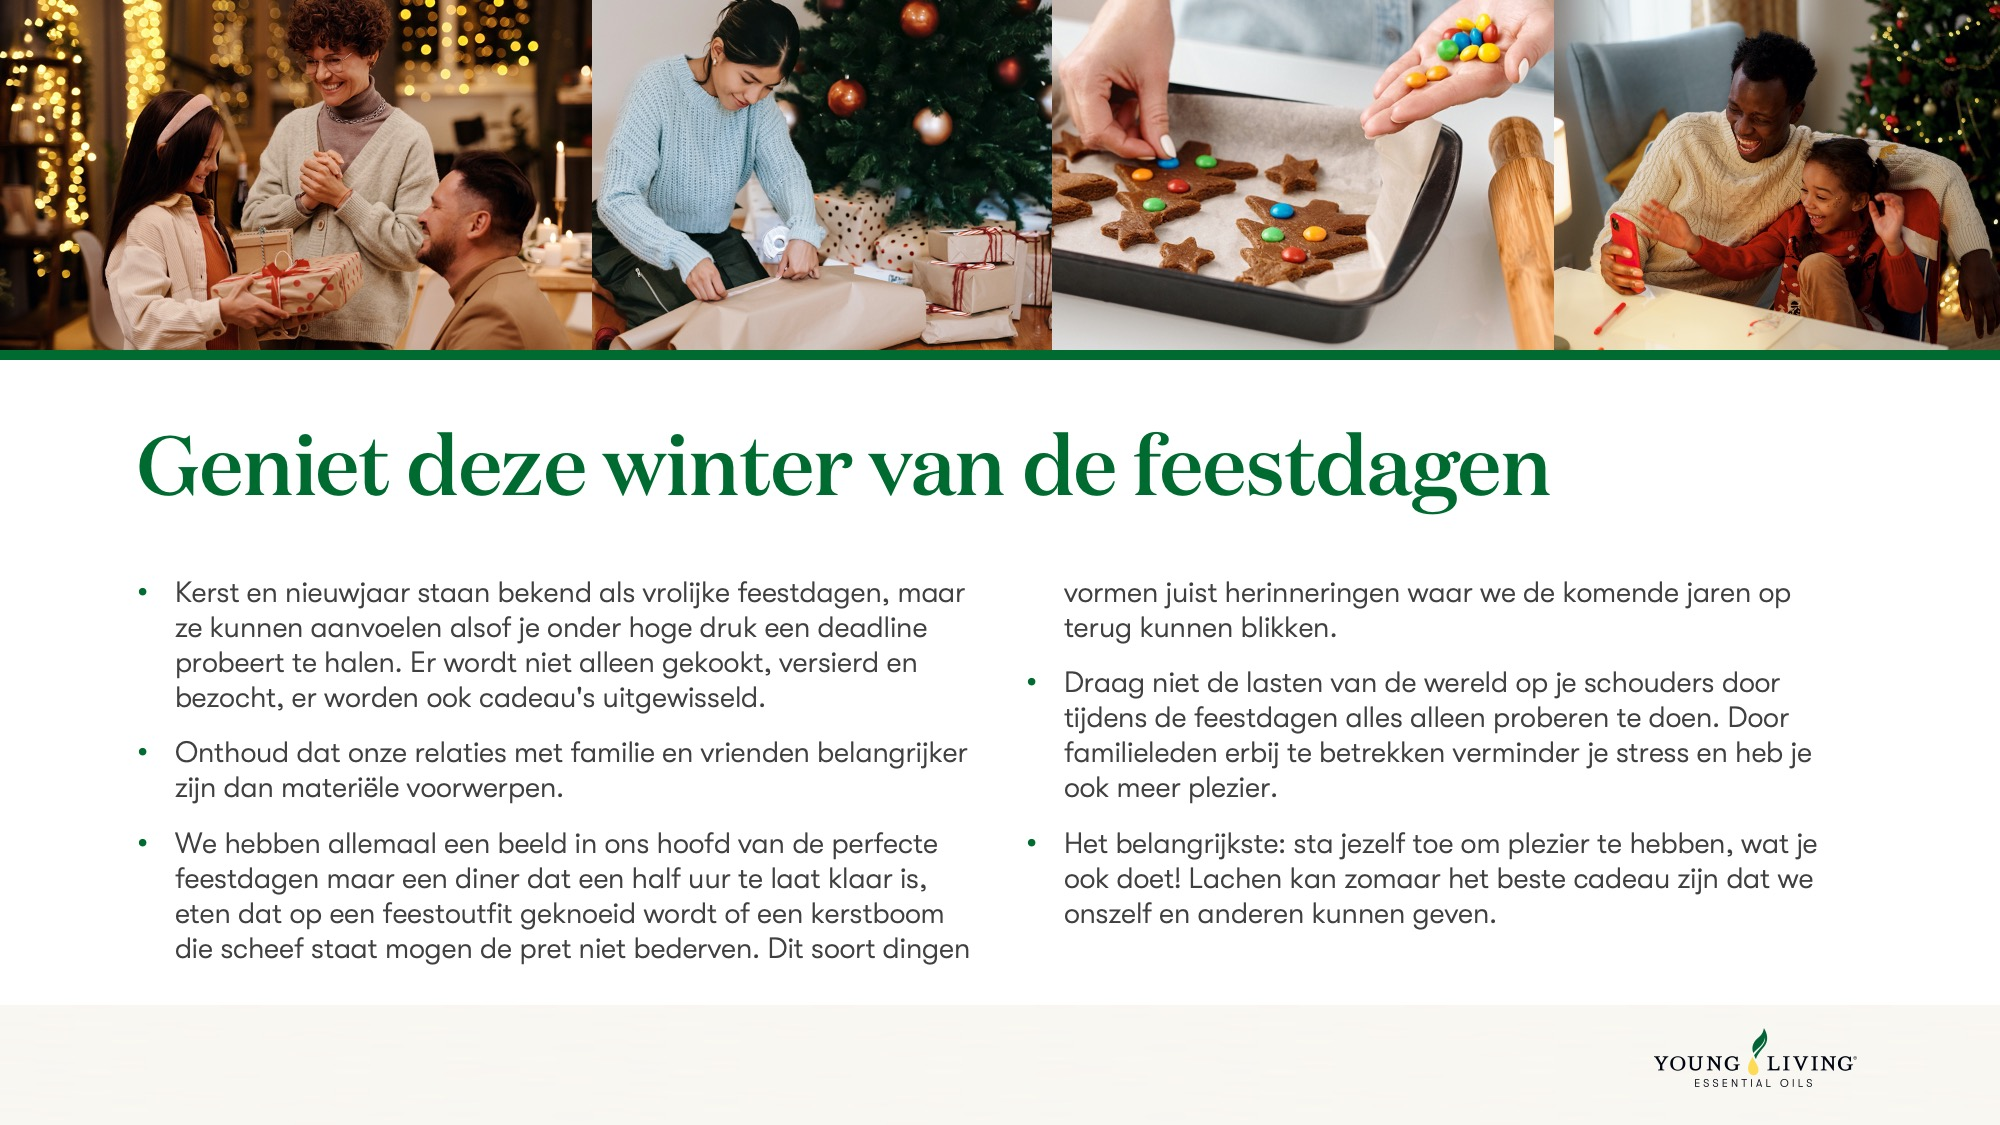 Geniet deze winter van de feestdagen
• Kerst en nieuwjaar staan bekend als vrolijke feestdagen, maar
ze kunnen aanvoelen alsof je onder hoge druk een deadline
probeert te halen. Er wordt niet alleen gekookt, versierd en
bezocht, er worden ook cadeau's uitgewisseld.
• Onthoud dat onze relaties met familie en vrienden belangrijker
zijn dan materiële voorwerpen.
• We hebben allemaal een beeld in ons hoofd van de perfecte
feestdagen maar een diner dat een half uur te laat klaar is,
eten dat op een feestoutfit geknoeid wordt of een kerstboom
die scheef staat mogen de pret niet bederven. Dit soort dingen
vormen juist herinneringen waar we de komende jaren op
terug kunnen blikken.
• Draag niet de lasten van de wereld op je schouders door
tijdens de feestdagen alles alleen proberen te doen. Door
familieleden erbij te betrekken verminder je stress en heb je
ook meer plezier.
• Het belangrijkste: sta jezelf toe om plezier te hebben, wat je
ook doet! Lachen kan zomaar het beste cadeau zijn dat we
onszelf en anderen kunnen geven.
YOUNG LIVING®
ESSENTIAL OILS